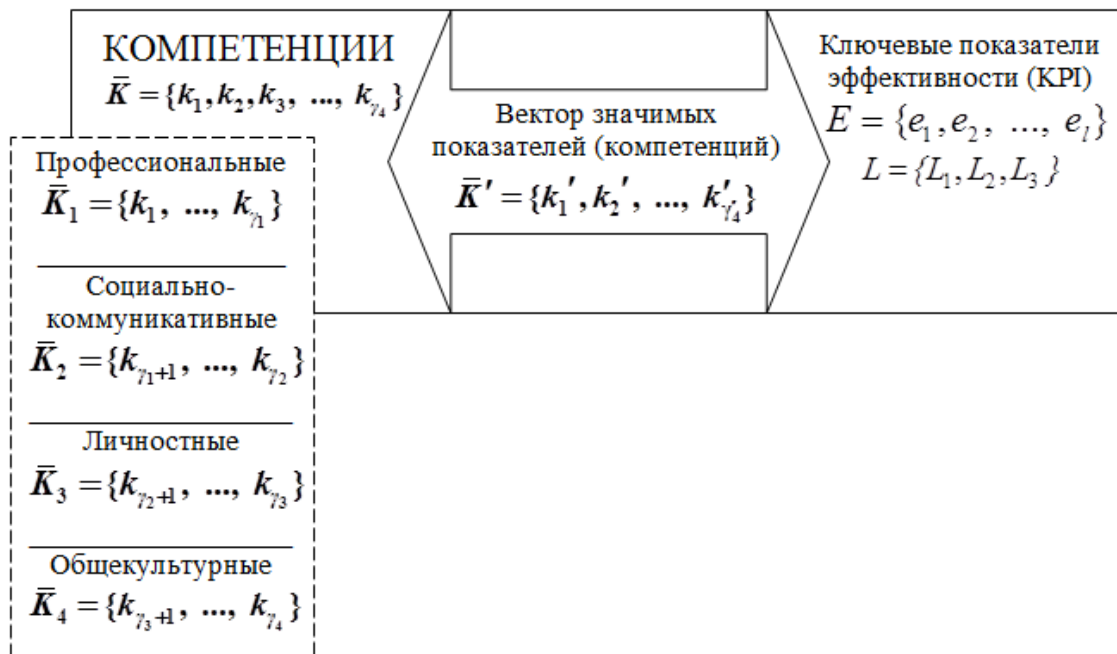 КОМПЕТЕНЦИИ
K̄ = {k₁, k₂, k₃, ..., k_γ₄}
Профессиональные
K̄₁ = {k₁, ..., k_γ₁}
Социально-
коммуникативные
K̄₂ = {k_γ₁+1, ..., k_γ₂}
Личностные
K̄₃ = {k_γ₂+1, ..., k_γ₃}
Общекультурные
K̄₄ = {k_γ₃+1, ..., k_γ₄}
Вектор значимых
показателей (компетенций)
K̄′ = {k₁′, k₂′, ..., k′_γ′₄}
Ключевые показатели
эффективности (KPI)
E = {e₁, e₂, ..., e_l}
L = {L₁, L₂, L₃}